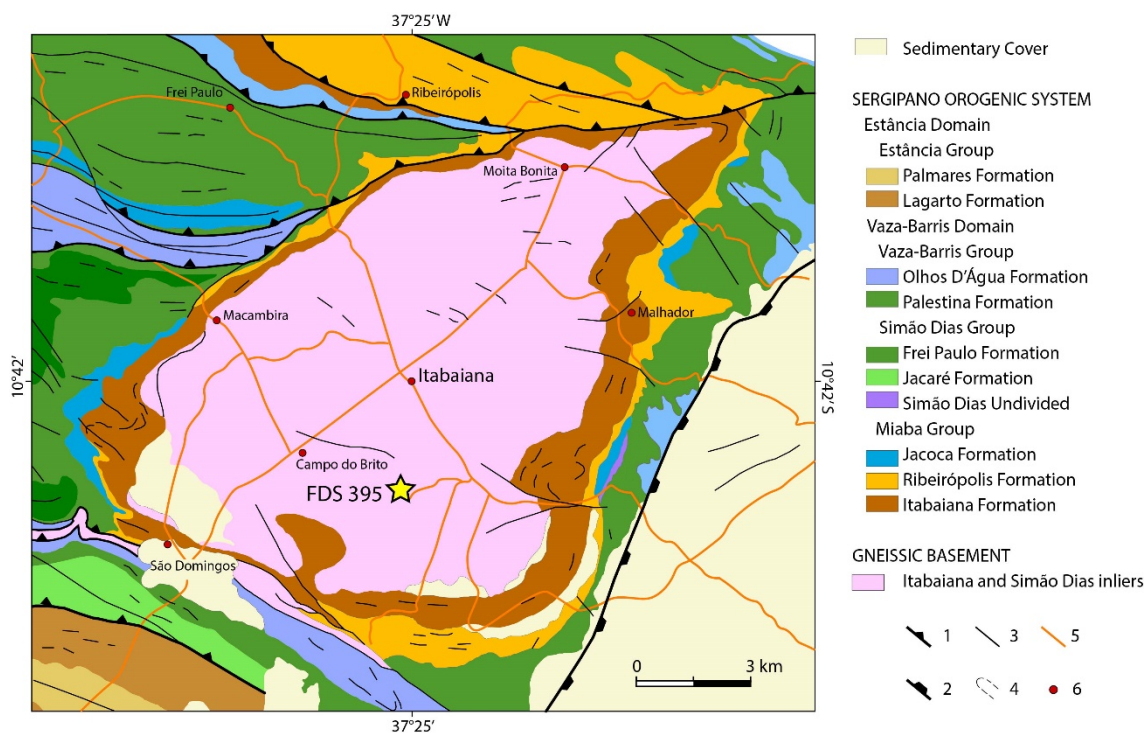 37°25'W
Frei Paulo
Ribeirópolis
Moita Bonita
Macambira
Malhador
10°42'
Itabaiana
10°42'S
Campo do Brito
FDS 395
São Domingos
0 3 km
37°25'
Sedimentary Cover
SERGIPANO OROGENIC SYSTEM
Estância Domain
Estância Group
Palmares Formation
Lagarto Formation
Vaza-Barris Domain
Vaza-Barris Group
Olhos D'Água Formation
Palestina Formation
Simão Dias Group
Frei Paulo Formation
Jacaré Formation
Simão Dias Undivided
Miaba Group
Jacoca Formation
Ribeirópolis Formation
Itabaiana Formation
GNEISSIC BASEMENT
Itabaiana and Simão Dias inliers
1 3 5
2 4 6